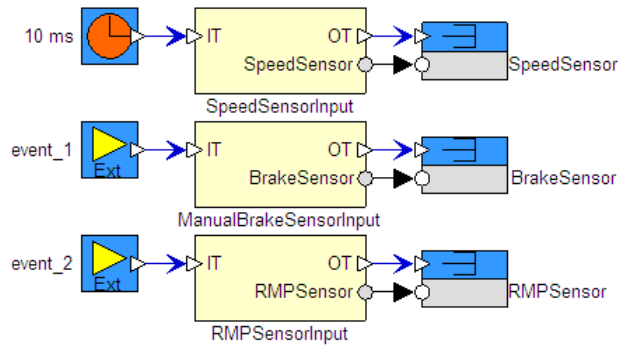 10 ms IT OT
SpeedSensor SpeedSensor
SpeedSensorInput
event_1 Ext IT OT
BrakeSensor BrakeSensor
ManualBrakeSensorInput
event_2 Ext IT OT
RMPSensor RMPSensor
RMPSensorInput